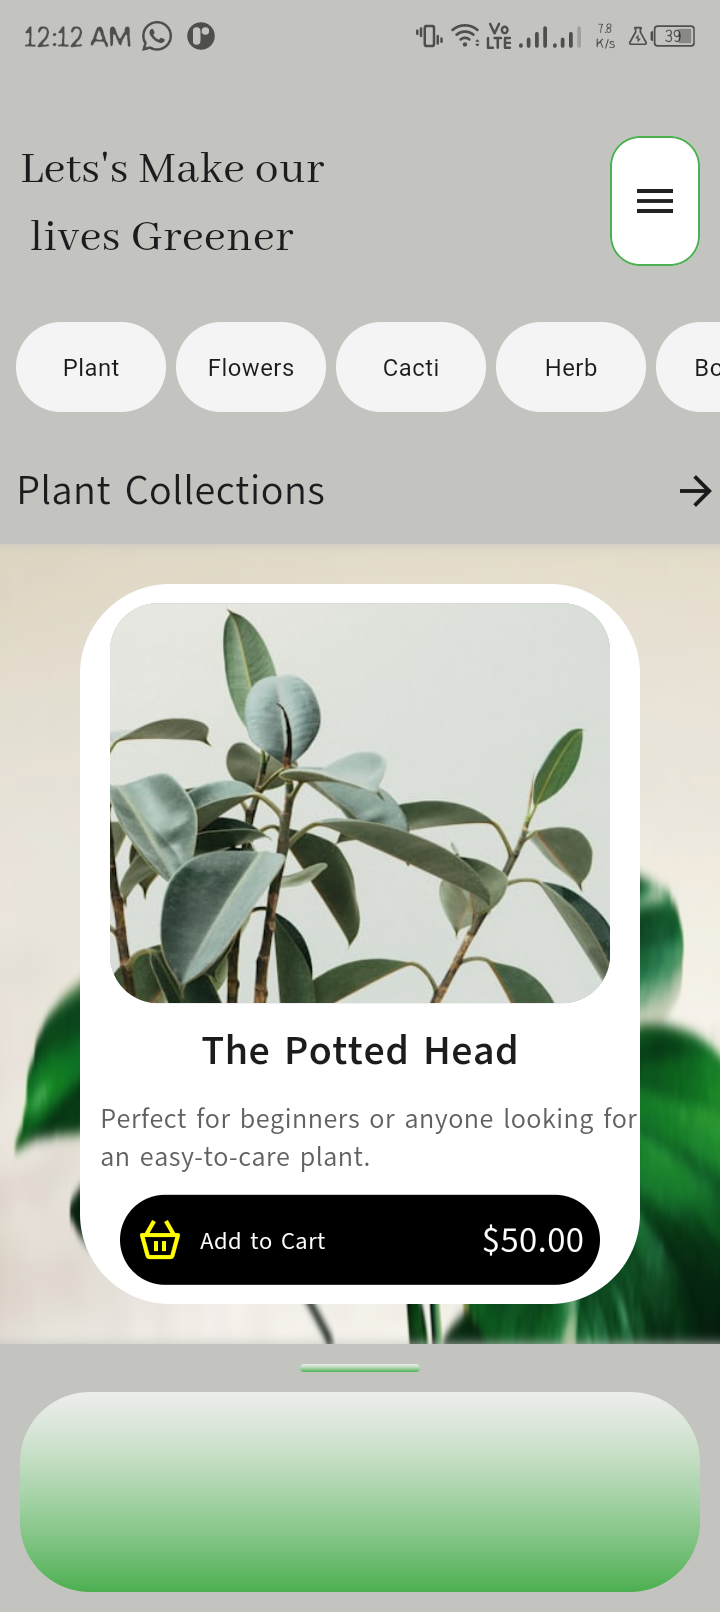 12:12 AM Vo LTE 7.8 K/s 39
Lets's Make our
lives Greener
Plant Flowers Cacti Herb Bo
Plant Collections
The Potted Head
Perfect for beginners or anyone looking for
an easy-to-care plant.
Add to Cart $50.00